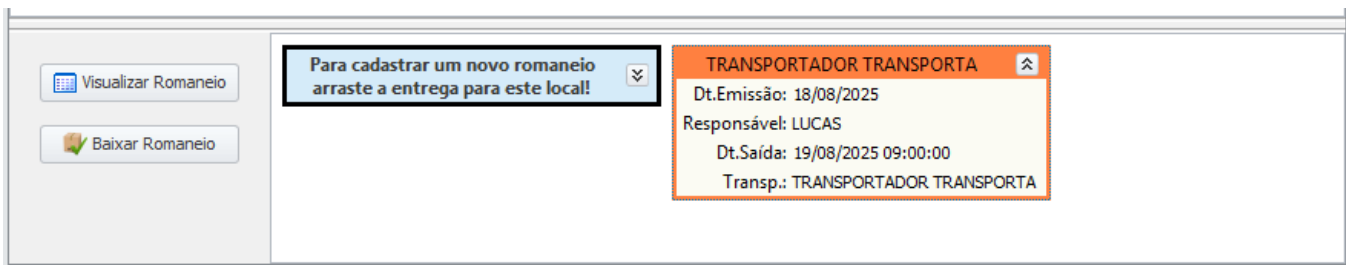 Visualizar Romaneio
Baixar Romaneio
Para cadastrar um novo romaneio
arraste a entrega para este local!
TRANSPORTADOR TRANSPORTA
Dt.Emissão: 18/08/2025
Responsável: LUCAS
Dt.Saída: 19/08/2025 09:00:00
Transp.: TRANSPORTADOR TRANSPORTA